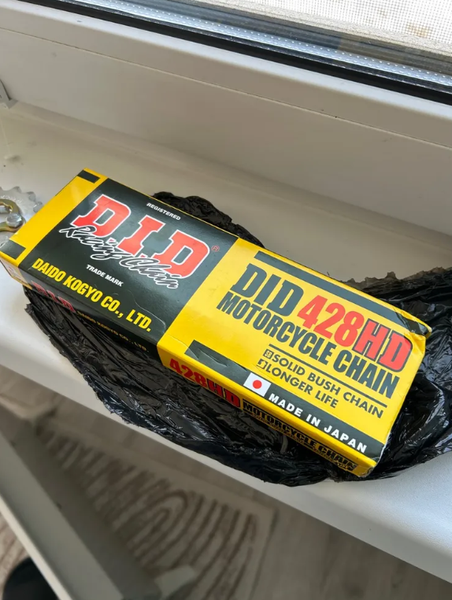 REGISTERED
D.I.D®
Racing Chain
TRADE MARK
DAIDO KOGYO CO., LTD.
DID 428HD
MOTORCYCLE CHAIN
SOLID BUSH CHAIN
LONGER LIFE
MADE IN JAPAN
D.I.D
428HD MOTORCYCLE CHAIN